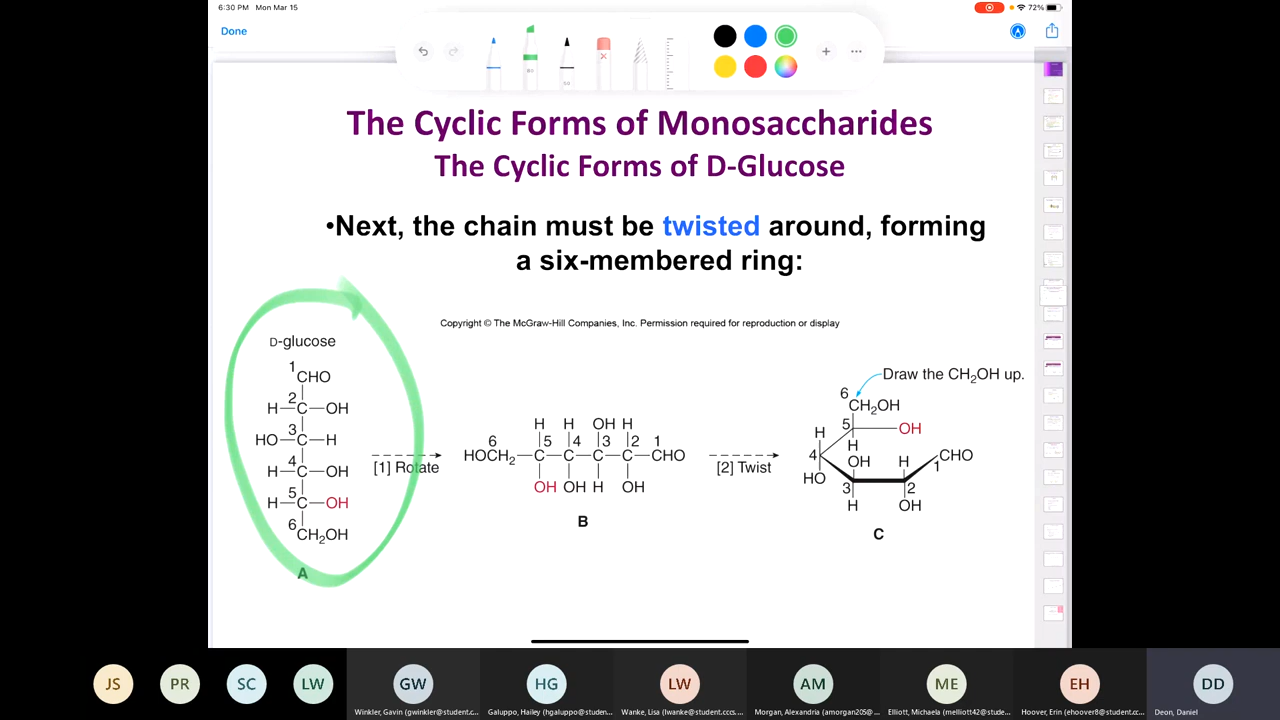 6:30 PM Mon Mar 15
72%
Done
The Cyclic Forms of Monosaccharides
The Cyclic Forms of D-Glucose
•Next, the chain must be twisted around, forming
a six-membered ring:
Copyright © The McGraw-Hill Companies, Inc. Permission required for reproduction or display
D-glucose
1
CHO
2
H—C—OH
3
HO—C—H
4
H—C—OH
5
H—C—OH
6
CH₂OH
A
[1] Rotate
H H OH H
6 5 4 3 2 1
HOCH₂—C—C—C—C—CHO
OH OH H OH
B
[2] Twist
Draw the CH₂OH up.
6
CH₂OH
5
OH
H
H
4
OH
H
CHO
1
HO
3
2
H
OH
C
JS
PR
SC
LW
GW
HG
LW
AM
ME
EH
DD
Winkler, Gavin (gwinkler@student.c...
Galuppo, Hailey (hgaluppo@studen...
Wanke, Lisa (lwanke@student.cccs....
Morgan, Alexandria (amorgan205@...
Elliott, Michaela (melliott42@stude...
Hoover, Erin (ehoover8@student.cc...
Deon, Daniel